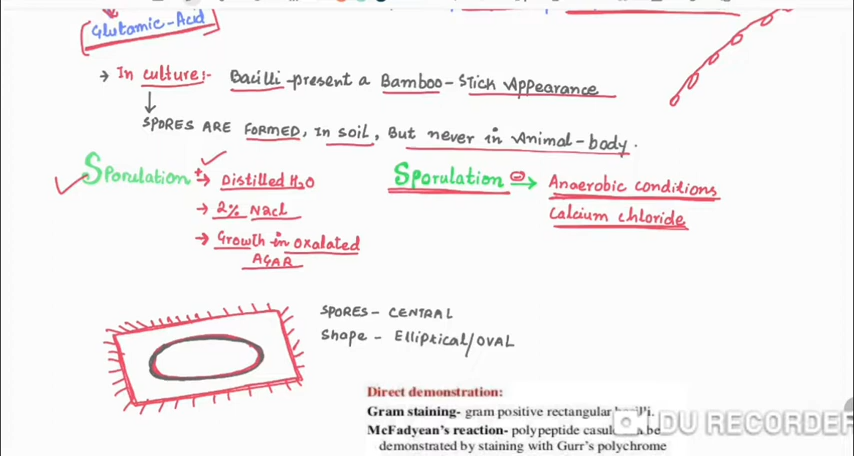 Glutamic-Acid
→ In culture:- Bacilli-present a Bamboo-Stick Appearance
SPORES ARE FORMED, In soil, But never in Animal-body.
Sporulation + → Distilled H2O
→ 2% Nacl
→ Growth in oxalated
AGAR
Sporulation ⊖ → Anaerobic conditions
Calcium chloride
SPORES - CENTRAL
Shape - Elliptical/OVAL
Direct demonstration:
Gram staining- gram positive rectangular
McFadyean's reaction- polypeptide casul
be
demonstrated by staining with Gurr's polychrome
DU RECORDER